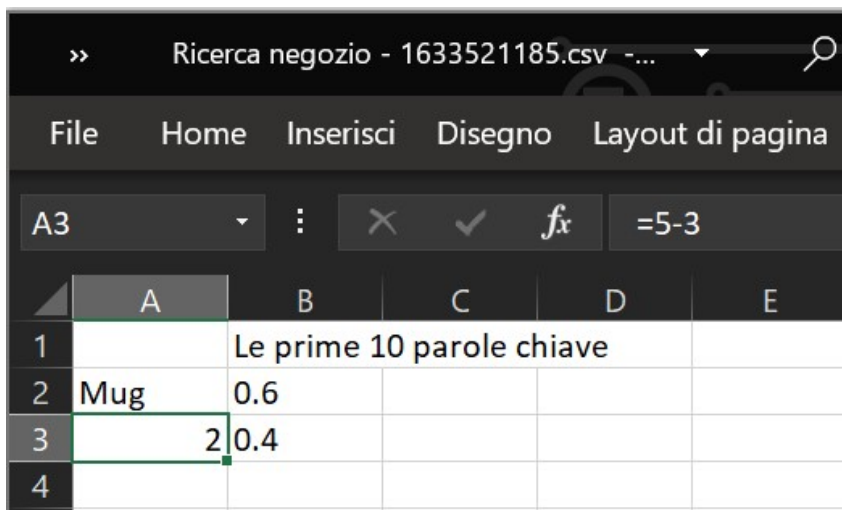 ›› Ricerca negozio - 1633521185.csv -...
File Home Inserisci Disegno Layout di pagina
A3 fx =5-3
A B C D E
1 Le prime 10 parole chiave
2 Mug 0.6
3 2 0.4
4